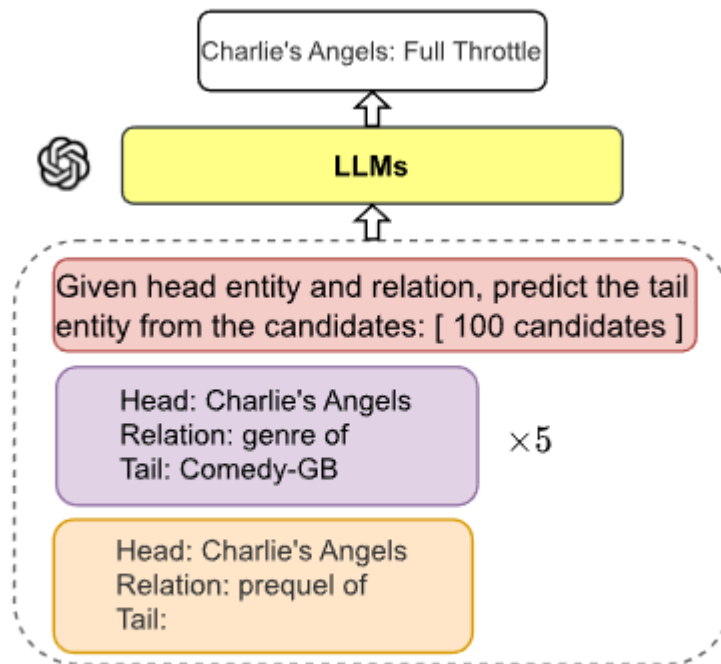 Charlie's Angels: Full Throttle
LLMs
Given head entity and relation, predict the tail
entity from the candidates: [ 100 candidates ]
Head: Charlie's Angels
Relation: genre of
Tail: Comedy-GB
×5
Head: Charlie's Angels
Relation: prequel of
Tail: